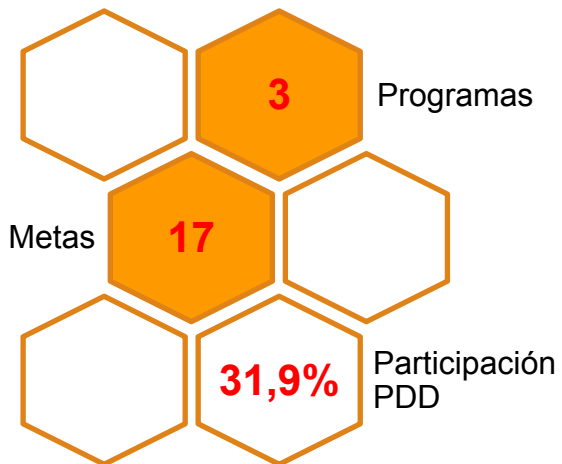 3
Programas
Metas
17
31,9%
Participación
PDD